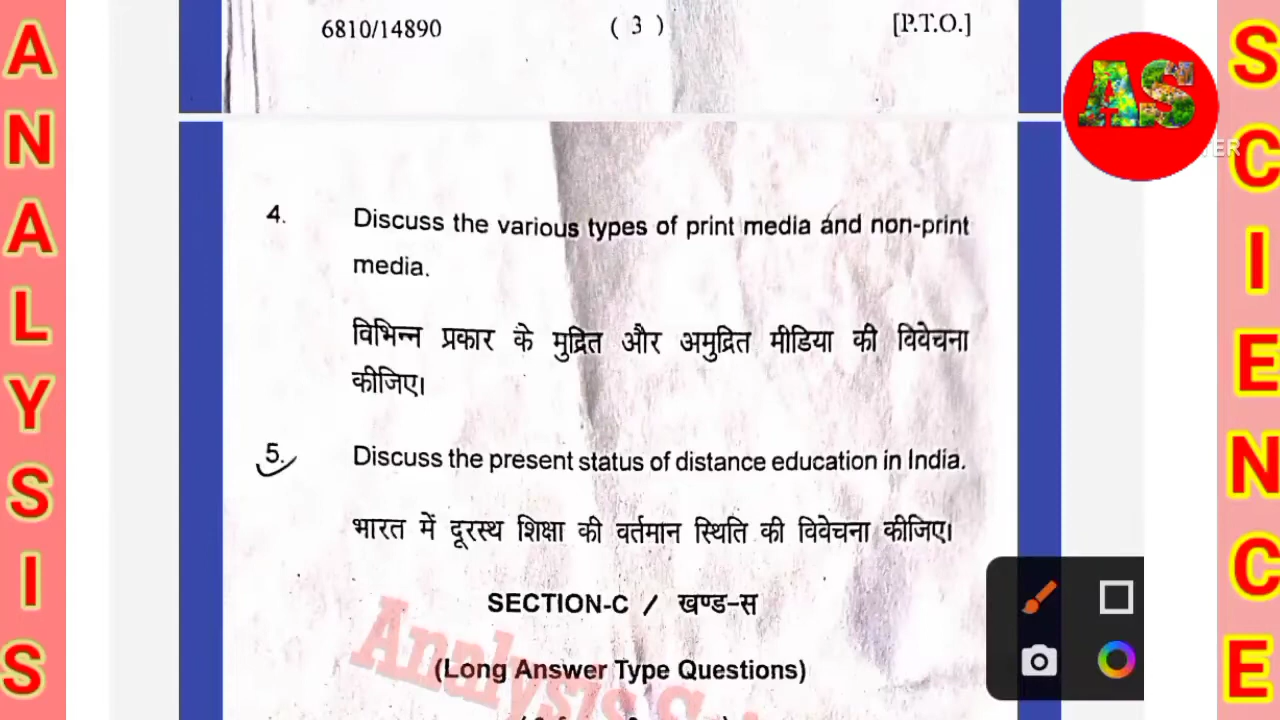 6810/14890 ( 3 ) [P.T.O.]
AS
4. Discuss the various types of print media and non-print
media.
विभिन्न प्रकार के मुद्रित और अमुद्रित मीडिया की विवेचना
कीजिए।
5. Discuss the present status of distance education in India.
भारत में दूरस्थ शिक्षा की वर्तमान स्थिति की विवेचना कीजिए।
SECTION-C / खण्ड-स
(Long Answer Type Questions)
ANALYSIS
SCIENCE